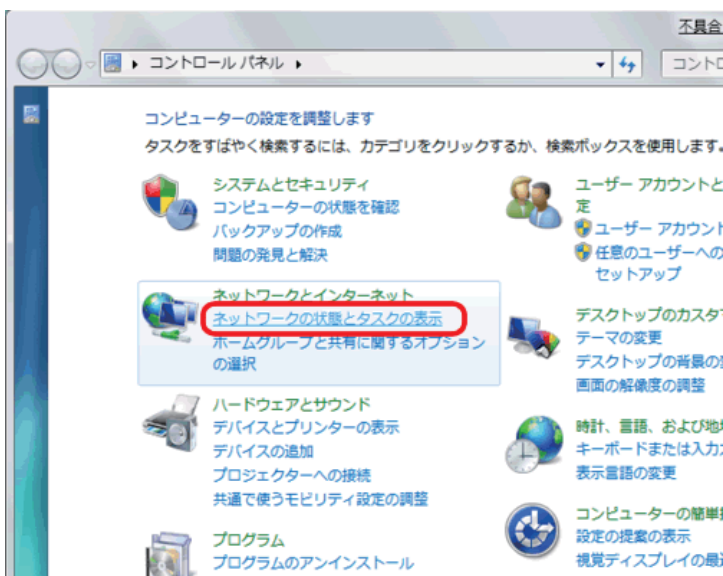 不具合
コントロール パネル
コントロ
コンピューターの設定を調整します
タスクをすばやく検索するには、カテゴリをクリックするか、検索ボックスを使用します。
システムとセキュリティ
コンピューターの状態を確認
バックアップの作成
問題の発見と解決
ネットワークとインターネット
ネットワークの状態とタスクの表示
ホームグループと共有に関するオプション
の選択
ハードウェアとサウンド
デバイスとプリンターの表示
デバイスの追加
プロジェクターへの接続
共通で使うモビリティ設定の調整
プログラム
プログラムのアンインストール
ユーザー アカウントと
定
ユーザー アカウント
任意のユーザーへの
セットアップ
デスクトップのカスタマ
テーマの変更
デスクトップの背景の
画面の解像度の調整
時計、言語、および地
キーボードまたは入力
表示言語の変更
コンピューターの簡単
設定の提案の表示
視覚ディスプレイの最